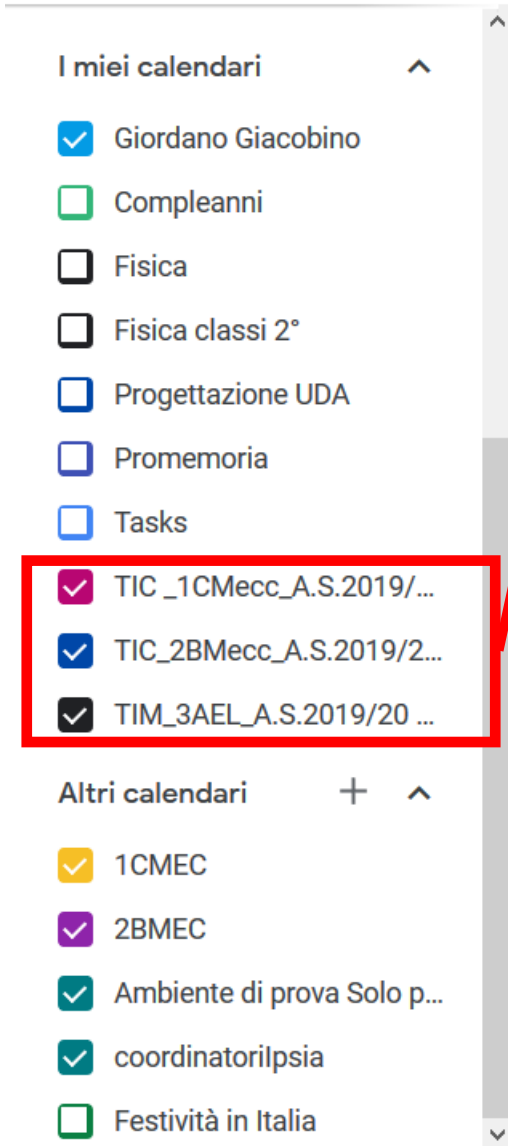 I miei calendari
Giordano Giacobino
Compleanni
Fisica
Fisica classi 2°
Progettazione UDA
Promemoria
Tasks
TIC _1CMecc_A.S.2019/...
TIC_2BMecc_A.S.2019/2...
TIM_3AEL_A.S.2019/20 ...
Altri calendari
1CMEC
2BMEC
Ambiente di prova Solo p...
coordinatoriIpsia
Festività in Italia